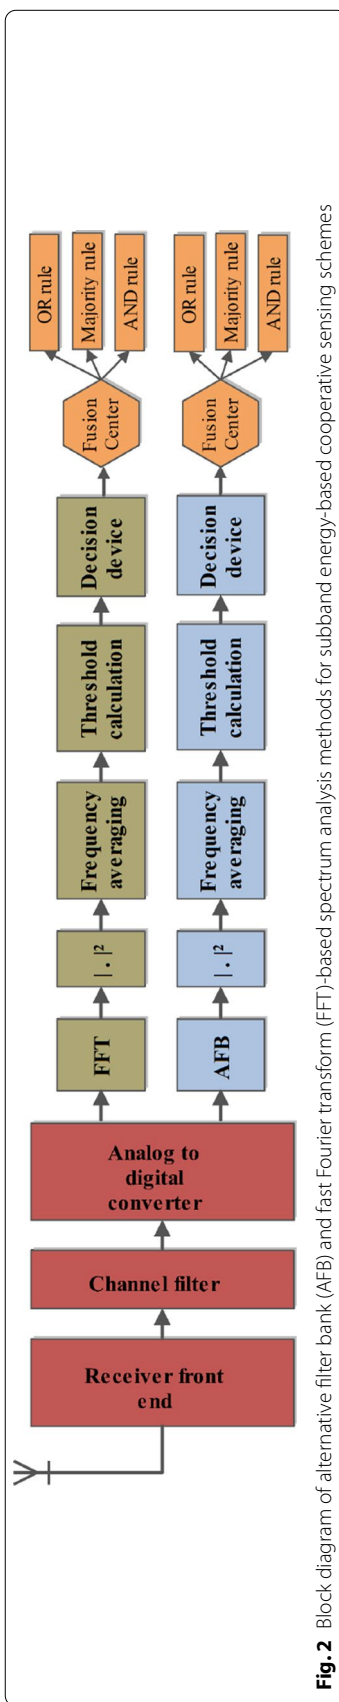 Receiver front
end
Channel filter
Analog to
digital
converter
FFT
| . |²
Frequency
averaging
Threshold
calculation
Decision
device
Fusion
Center
OR rule
Majority rule
AND rule
AFB
| . |²
Frequency
averaging
Threshold
calculation
Decision
device
Fusion
Center
OR rule
Majority rule
AND rule
Fig. 2 Block diagram of alternative filter bank (AFB) and fast Fourier transform (FFT)-based spectrum analysis methods for subband energy-based cooperative sensing schemes